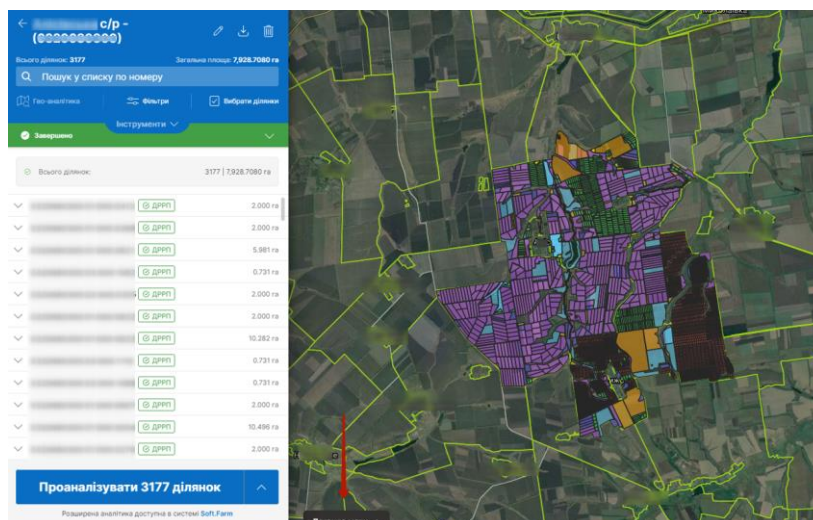 с/р -
Всього ділянок: 3177
Загальна площа: 7,928.7080 га
Пошук у списку по номеру
Гео-аналітика
Фільтри
Вибрати ділянки
Інструменти
Завершено
Всього ділянок:
3177 | 7,928.7080 га
ДРРП
2.000 га
ДРРП
2.000 га
ДРРП
5.981 га
ДРРП
0.731 га
ДРРП
2.000 га
ДРРП
2.000 га
ДРРП
10.282 га
ДРРП
0.731 га
ДРРП
0.731 га
ДРРП
2.000 га
ДРРП
10.496 га
ДРРП
2.000 га
Проаналізувати 3177 ділянок
Розширена аналітика доступна в системі Soft.Farm